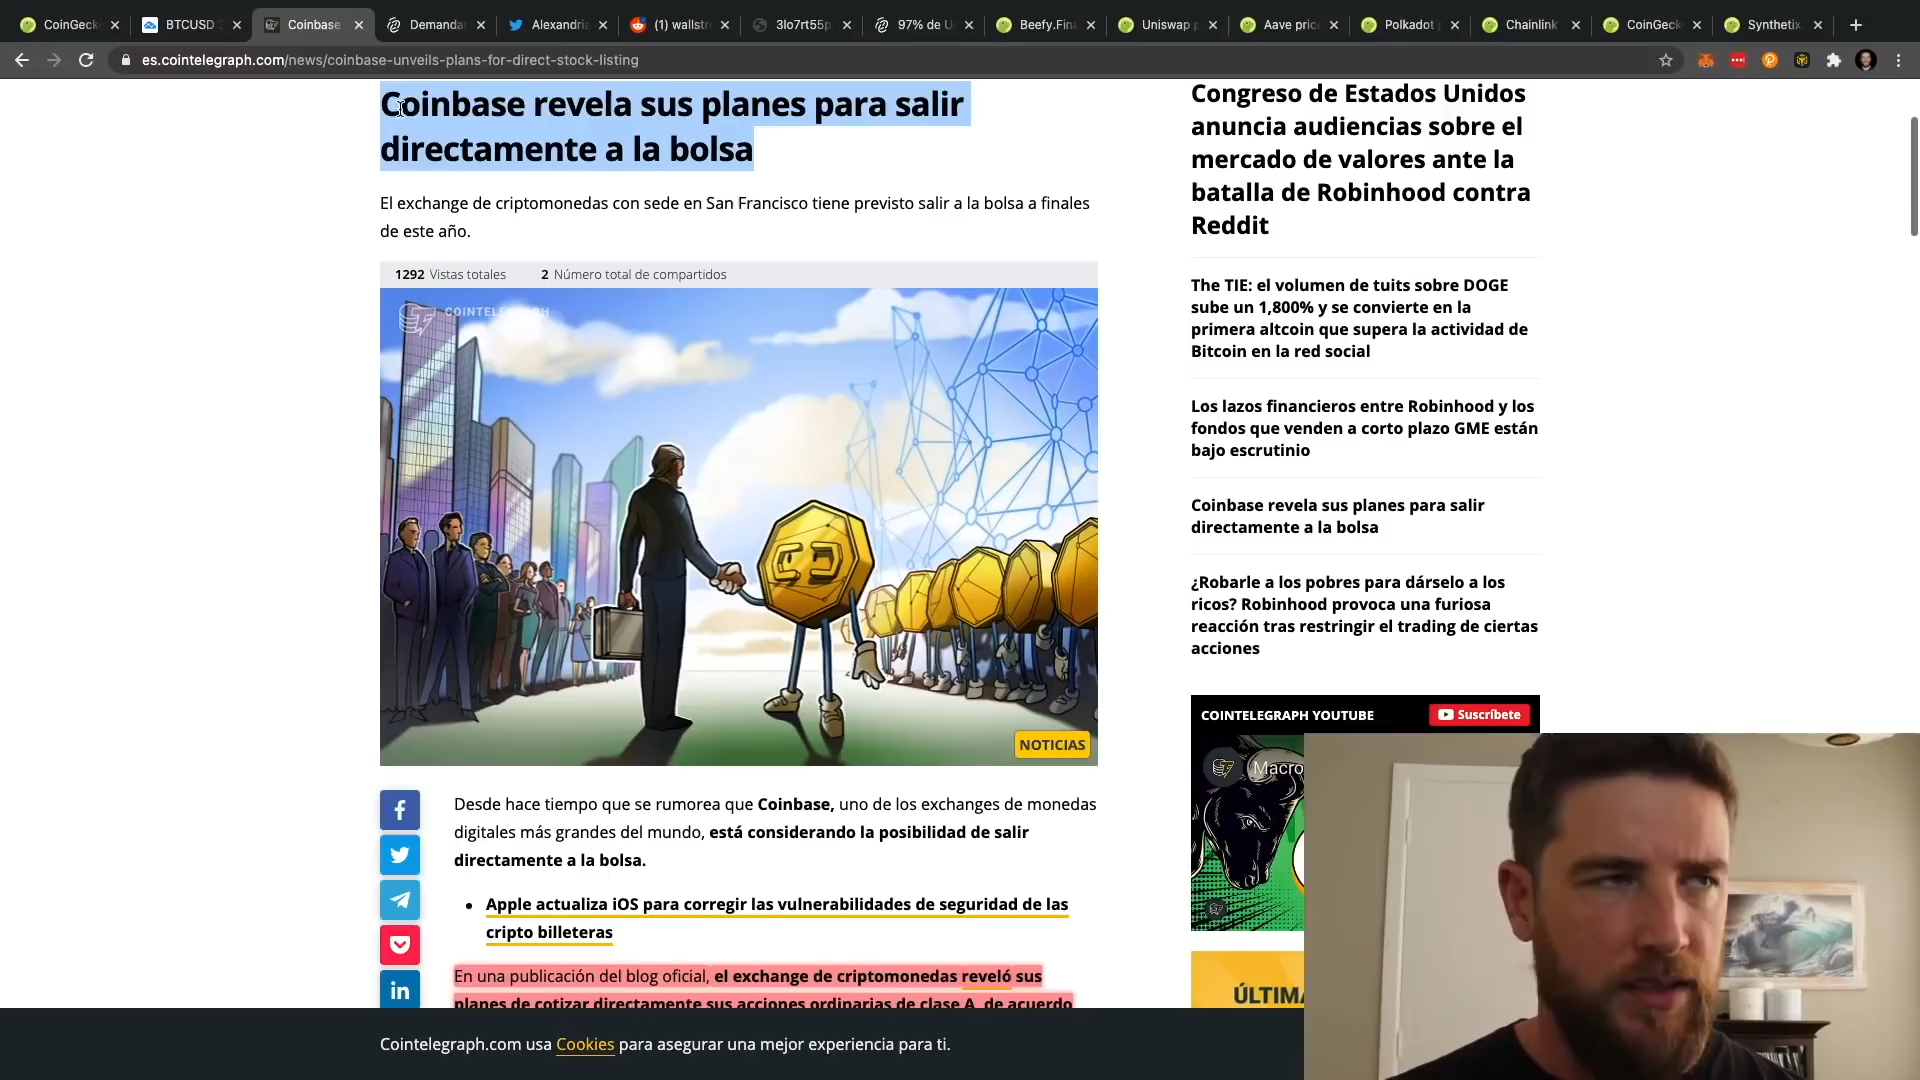 CoinGeck
BTCUSD
Coinbase
Demanda
Alexandria
(1) wallstr
3lo7rt55p
97% de U
Beefy.Fin
Uniswap p
Aave pric
Polkadot
Chainlink
CoinGeck
Synthetix
es.cointelegraph.com/news/coinbase-unveils-plans-for-direct-stock-listing
Coinbase revela sus planes para salir
directamente a la bolsa
El exchange de criptomonedas con sede en San Francisco tiene previsto salir a la bolsa a finales
de este año.
1292 Vistas totales 2 Número total de compartidos
COINTELEGRAPH
NOTICIAS
Desde hace tiempo que se rumorea que Coinbase, uno de los exchanges de monedas
digitales más grandes del mundo, está considerando la posibilidad de salir
directamente a la bolsa.
Apple actualiza iOS para corregir las vulnerabilidades de seguridad de las
cripto billeteras
En una publicación del blog oficial, el exchange de criptomonedas reveló sus
planes de cotizar directamente sus acciones ordinarias de clase A, de acuerdo
Congreso de Estados Unidos
anuncia audiencias sobre el
mercado de valores ante la
batalla de Robinhood contra
Reddit
The TIE: el volumen de tuits sobre DOGE
sube un 1,800% y se convierte en la
primera altcoin que supera la actividad de
Bitcoin en la red social
Los lazos financieros entre Robinhood y los
fondos que venden a corto plazo GME están
bajo escrutinio
Coinbase revela sus planes para salir
directamente a la bolsa
¿Robarle a los pobres para dárselo a los
ricos? Robinhood provoca una furiosa
reacción tras restringir el trading de ciertas
acciones
COINTELEGRAPH YOUTUBE Suscríbete
Macro
ÚLTIMA
Cointelegraph.com usa Cookies para asegurar una mejor experiencia para ti.